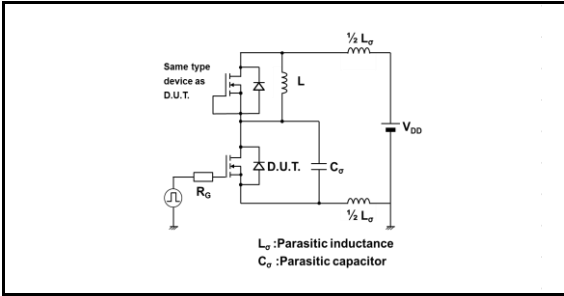 ½ Lσ
Same type
device as
D.U.T.
L
VDD
D.U.T.
Cσ
RG
½ Lσ
Lσ :Parasitic inductance
Cσ :Parasitic capacitor